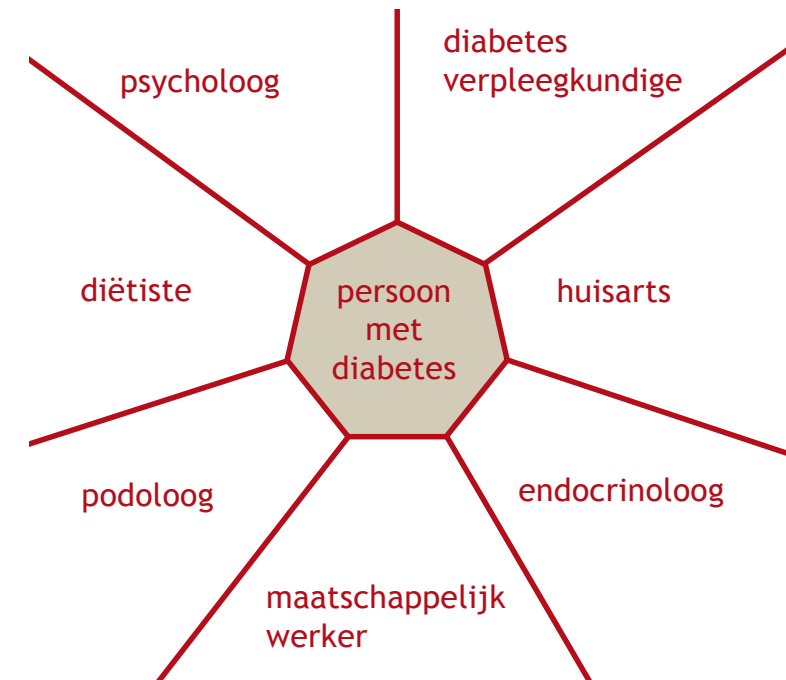 diabetes
verpleegkundige
psycholoog
diëtiste
persoon
met
diabetes
huisarts
podoloog
endocrinoloog
maatschappelijk
werker